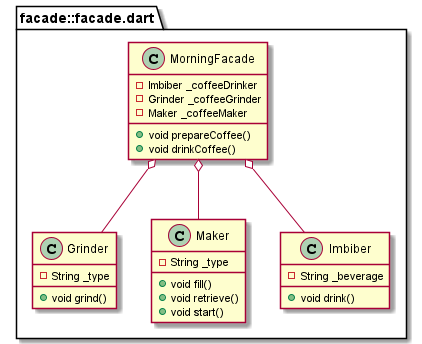 facade::facade.dart
C MorningFacade
Imbiber _coffeeDrinker
Grinder _coffeeGrinder
Maker _coffeeMaker
void prepareCoffee()
void drinkCoffee()
C Grinder
String _type
void grind()
C Maker
String _type
void fill()
void retrieve()
void start()
C Imbiber
String _beverage
void drink()